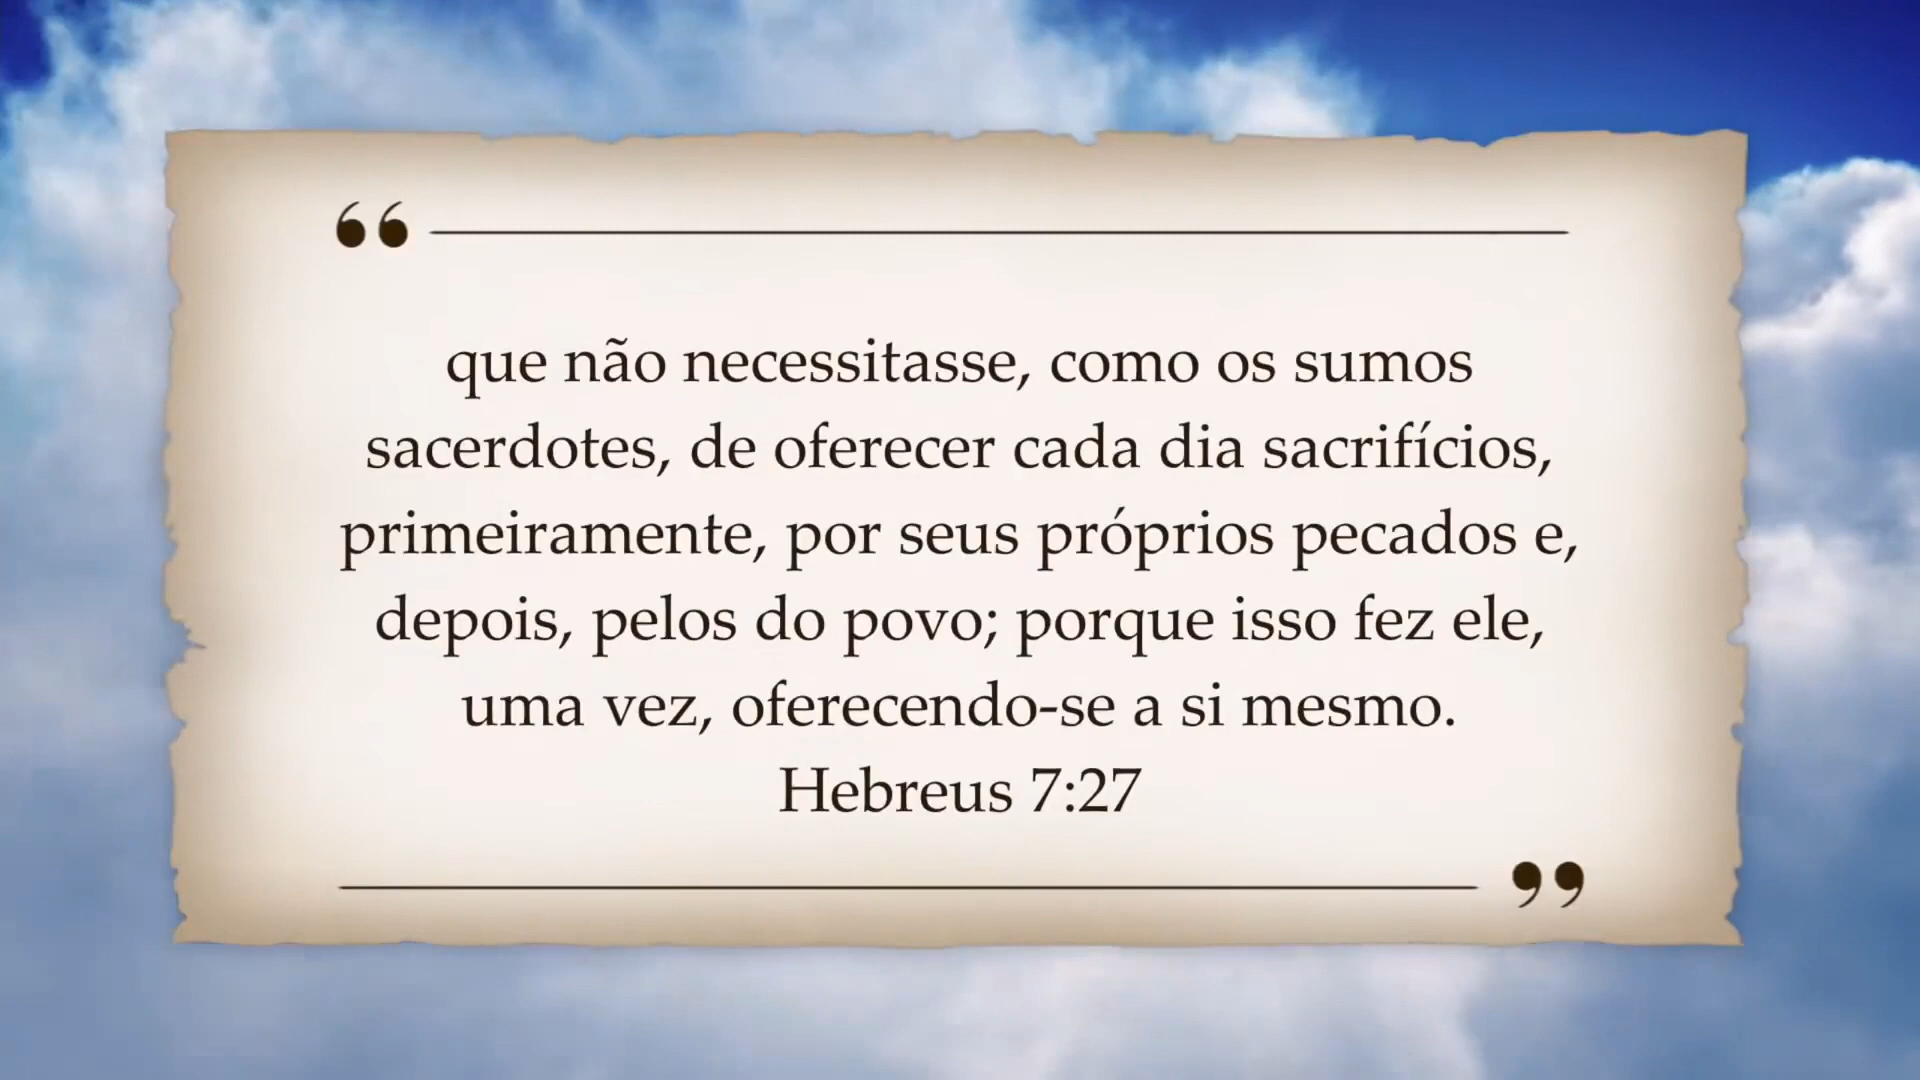 “
que não necessitasse, como os sumos
sacerdotes, de oferecer cada dia sacrifícios,
primeiramente, por seus próprios pecados e,
depois, pelos do povo; porque isso fez ele,
uma vez, oferecendo-se a si mesmo.
Hebreus 7:27
”